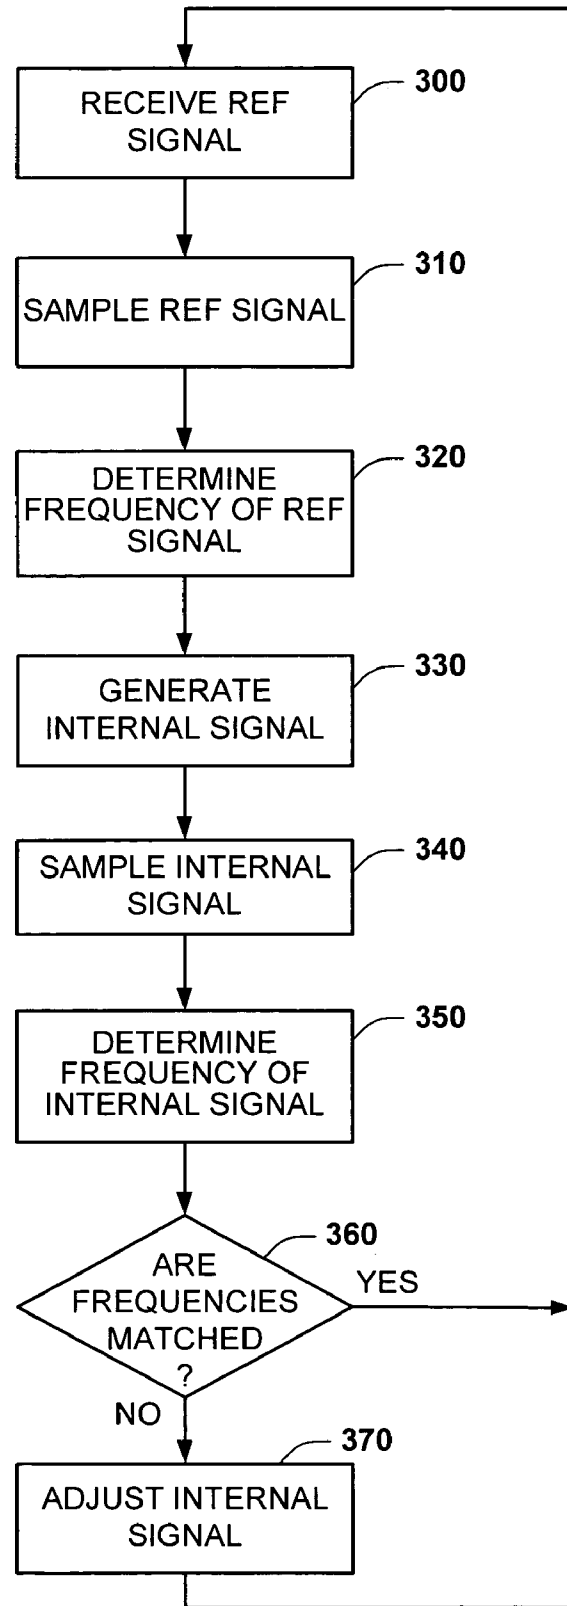 RECEIVE REF
SIGNAL
300
SAMPLE REF SIGNAL
310
DETERMINE
FREQUENCY OF REF
SIGNAL
320
GENERATE
INTERNAL SIGNAL
330
SAMPLE INTERNAL
SIGNAL
340
DETERMINE
FREQUENCY OF
INTERNAL SIGNAL
350
ARE
FREQUENCIES
MATCHED
?
360
YES
NO
ADJUST INTERNAL
SIGNAL
370